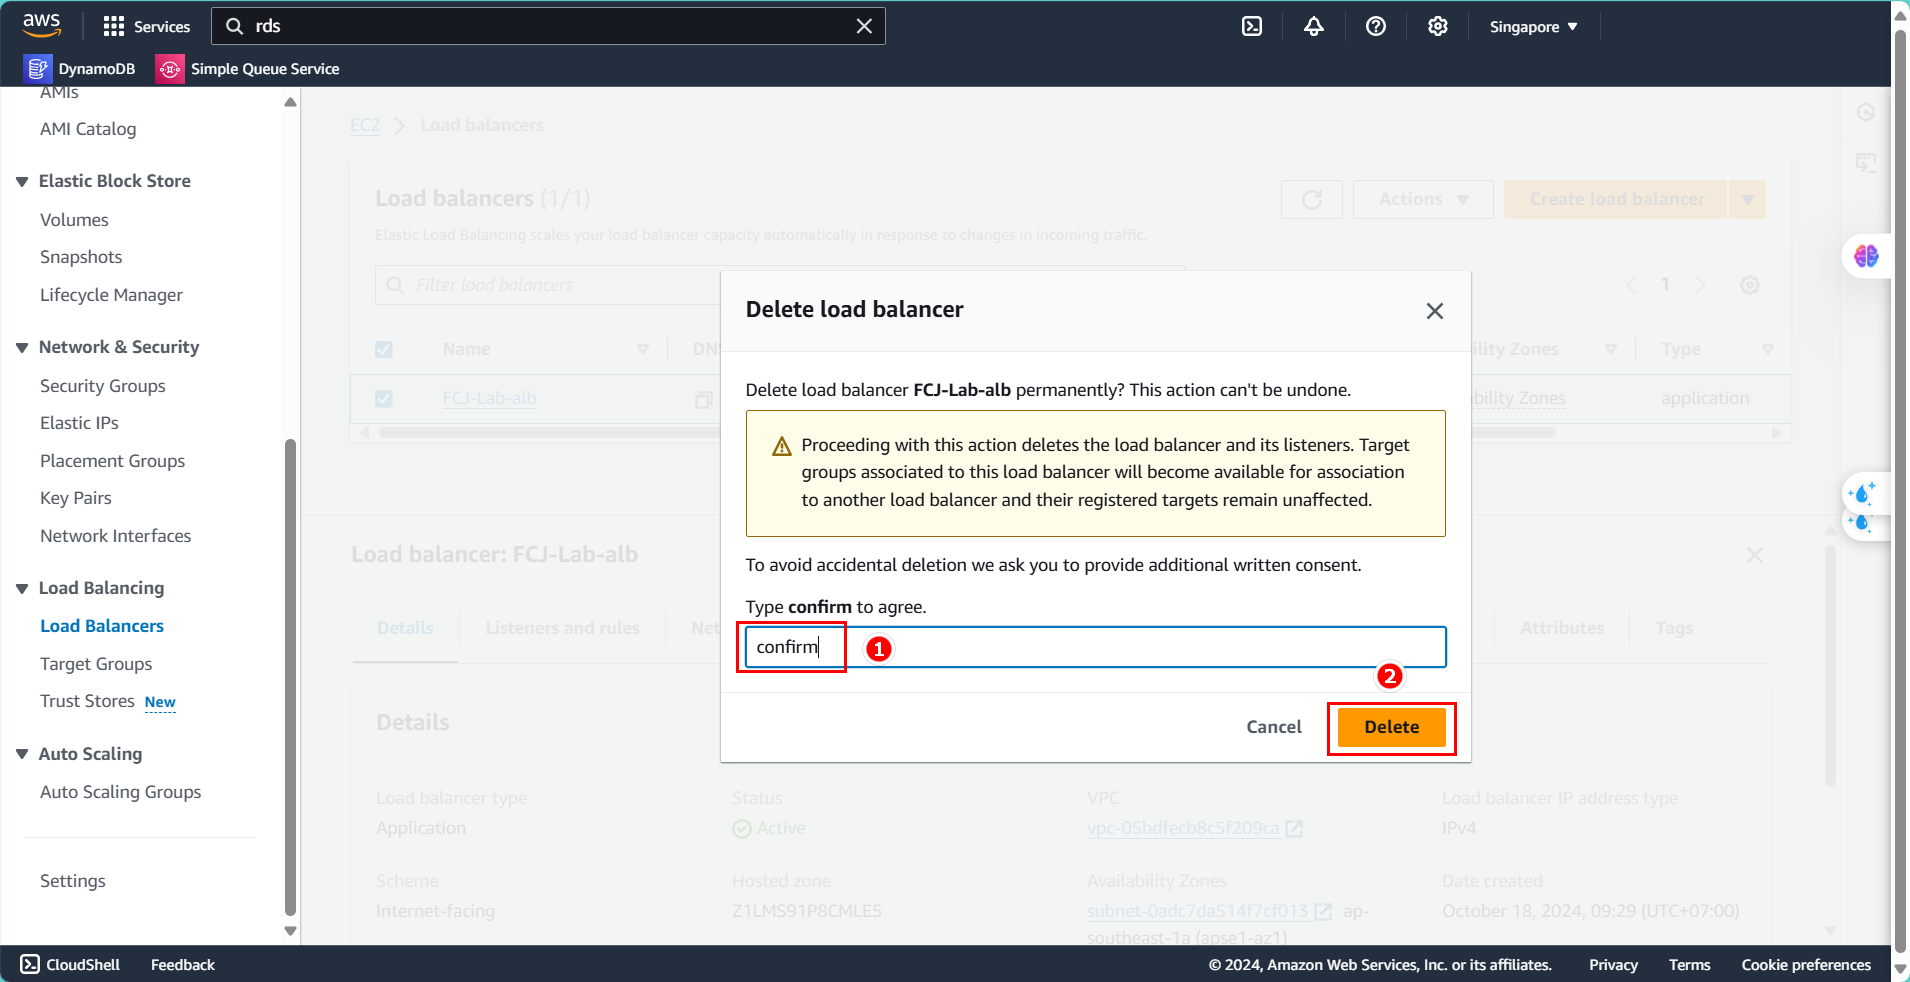 aws
Services
rds
Singapore
DynamoDB
Simple Queue Service
AMIs
AMI Catalog
Elastic Block Store
Volumes
Snapshots
Lifecycle Manager
Network & Security
Security Groups
Elastic IPs
Placement Groups
Key Pairs
Network Interfaces
Load Balancing
Load Balancers
Target Groups
Trust Stores New
Auto Scaling
Auto Scaling Groups
Settings
EC2 Load balancers
Load balancers (1/1)
Actions
Create load balancer
Elastic Load Balancing scales your load balancer capacity automatically in response to changes in incoming traffic.
Filter load balancers
1
Name
Type
FCJ-Lab-alb
Zones
application
Delete load balancer
Delete load balancer FCJ-Lab-alb permanently? This action can't be undone.
Proceeding with this action deletes the load balancer and its listeners. Target
groups associated to this load balancer will become available for association
to another load balancer and their registered targets remain unaffected.
To avoid accidental deletion we ask you to provide additional written consent.
Type confirm to agree.
confirm
1
2
Cancel
Delete
Load balancer: FCJ-Lab-alb
Details
Listeners and rules
Attributes
Tags
Details
Load balancer type
Application
Status
Active
VPC
vpc-05bdfecb8c5f209ca
Load balancer IP address type
IPv4
Scheme
Internet-facing
Hosted zone
Z1LMS91P8CMLE5
Availability Zones
subnet-0adc7da514f7cf013 ap-
southeast-1a (apse1-az1)
Date created
October 18, 2024, 09:29 (UTC+07:00)
CloudShell
Feedback
© 2024, Amazon Web Services, Inc. or its affiliates.
Privacy
Terms
Cookie preferences